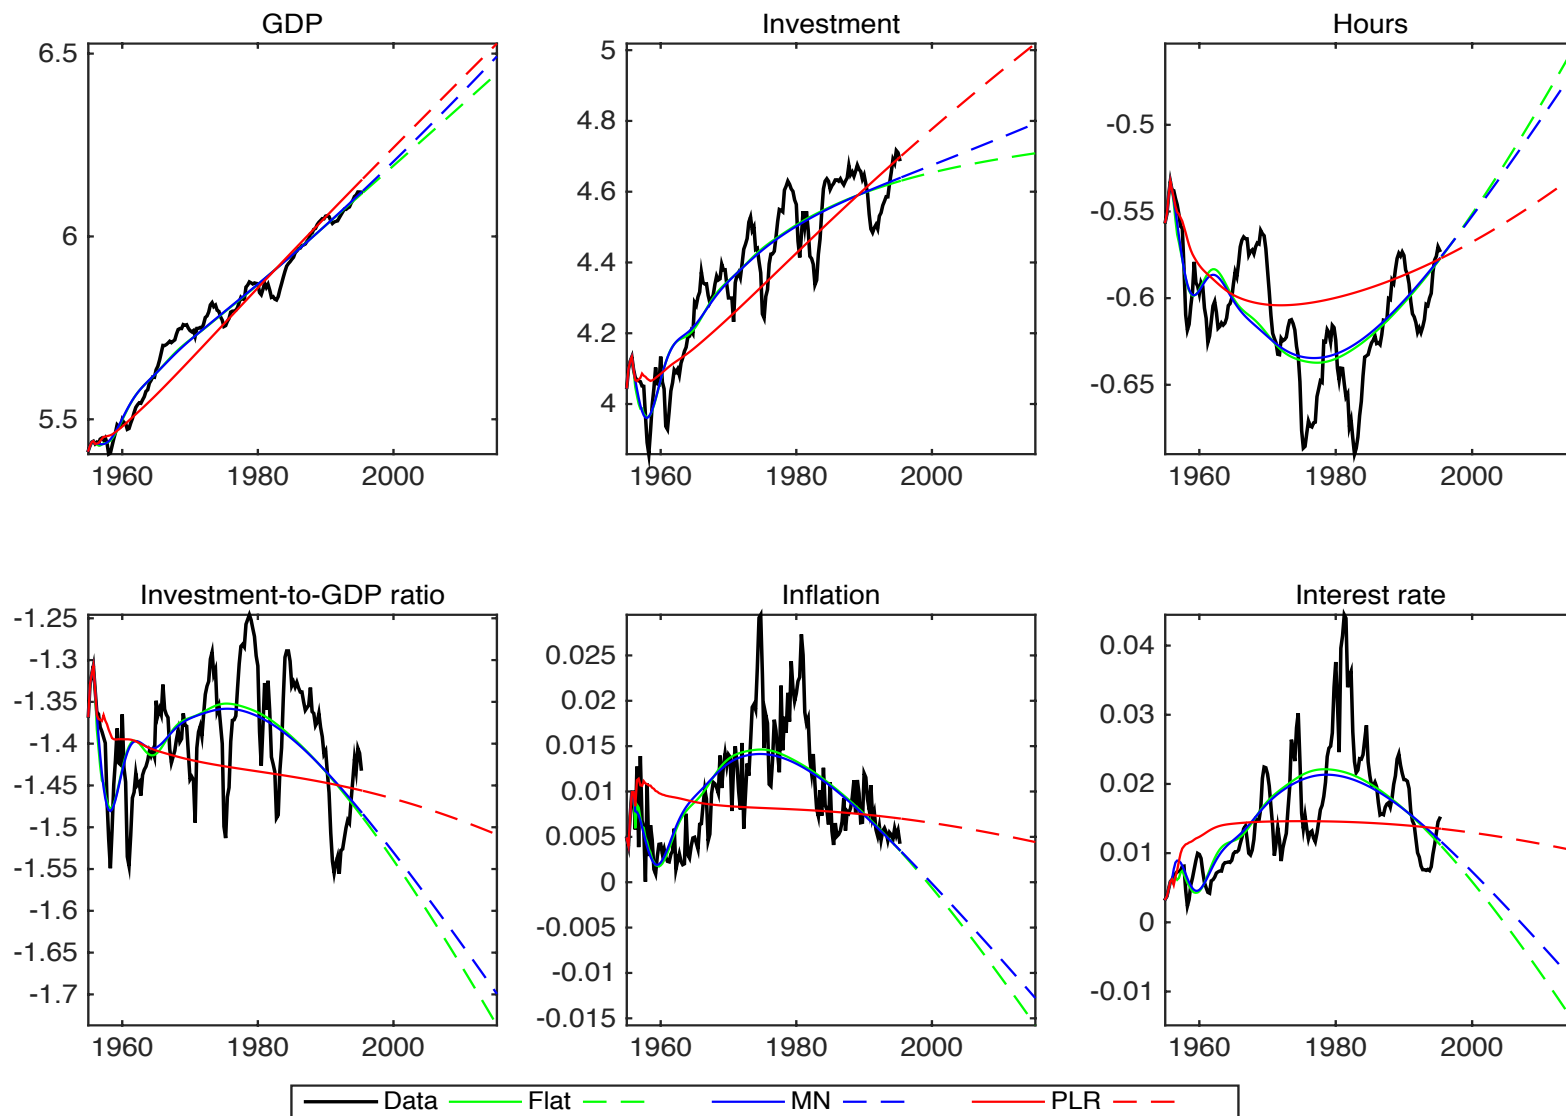 GDP
6.5
6
5.5
1960 1980 2000
Investment
5
4.8
4.6
4.4
4.2
4
1960 1980 2000
Hours
-0.5
-0.55
-0.6
-0.65
1960 1980 2000
Investment-to-GDP ratio
-1.25
-1.3
-1.35
-1.4
-1.45
-1.5
-1.55
-1.6
-1.65
-1.7
1960 1980 2000
Inflation
0.025
0.02
0.015
0.01
0.005
0
-0.005
-0.01
-0.015
1960 1980 2000
Interest rate
0.04
0.03
0.02
0.01
0
-0.01
1960 1980 2000
Data Flat MN PLR